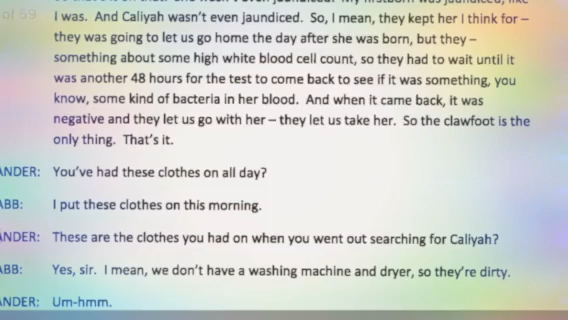 My firstborn was jaundiced, like
of 59
I was. And Caliyah wasn't even jaundiced. So, I mean, they kept her I think for –
they was going to let us go home the day after she was born, but they –
something about some high white blood cell count, so they had to wait until it
was another 48 hours for the test to come back to see if it was something, you
know, some kind of bacteria in her blood. And when it came back, it was
negative and they let us go with her – they let us take her. So the clawfoot is the
only thing. That's it.
ANDER: You've had these clothes on all day?
ABB: I put these clothes on this morning.
ANDER: These are the clothes you had on when you went out searching for Caliyah?
ABB: Yes, sir. I mean, we don't have a washing machine and dryer, so they're dirty.
ANDER: Um-hmm.